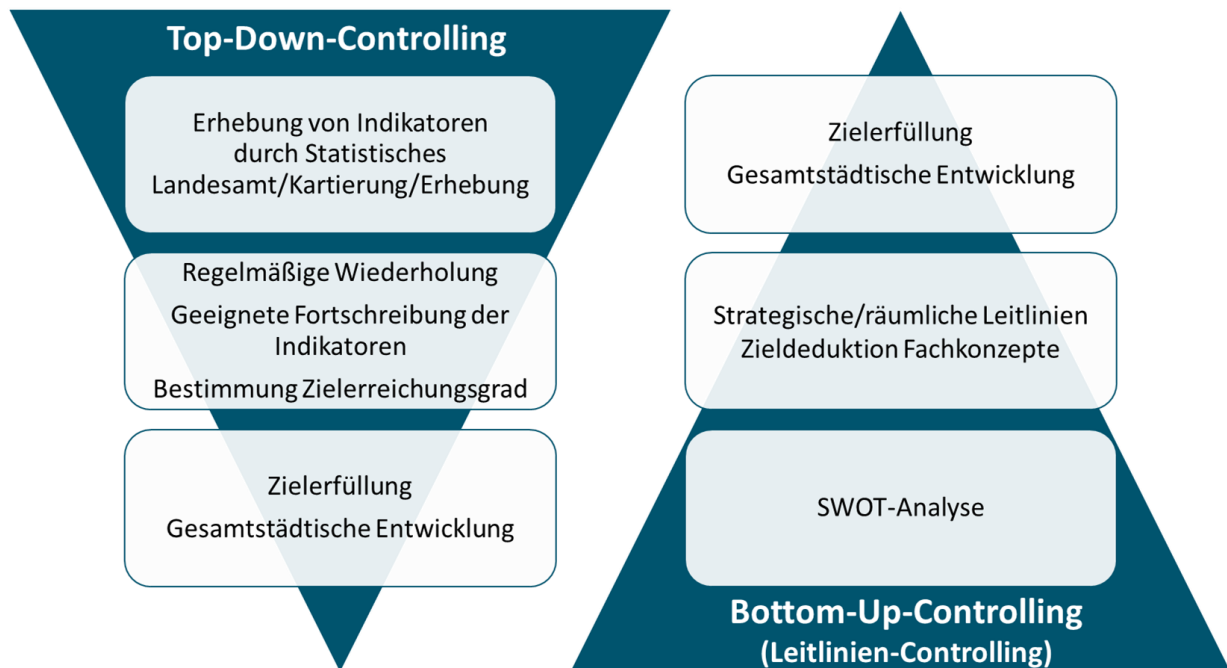 Top-Down-Controlling
Erhebung von Indikatoren
durch Statistisches
Landesamt/Kartierung/Erhebung
Regelmäßige Wiederholung
Geeignete Fortschreibung der
Indikatoren
Bestimmung Zielerreichungsgrad
Zielerfüllung
Gesamtstädtische Entwicklung
Zielerfüllung
Gesamtstädtische Entwicklung
Strategische/räumliche Leitlinien
Zieldeduktion Fachkonzepte
SWOT-Analyse
Bottom-Up-Controlling
(Leitlinien-Controlling)